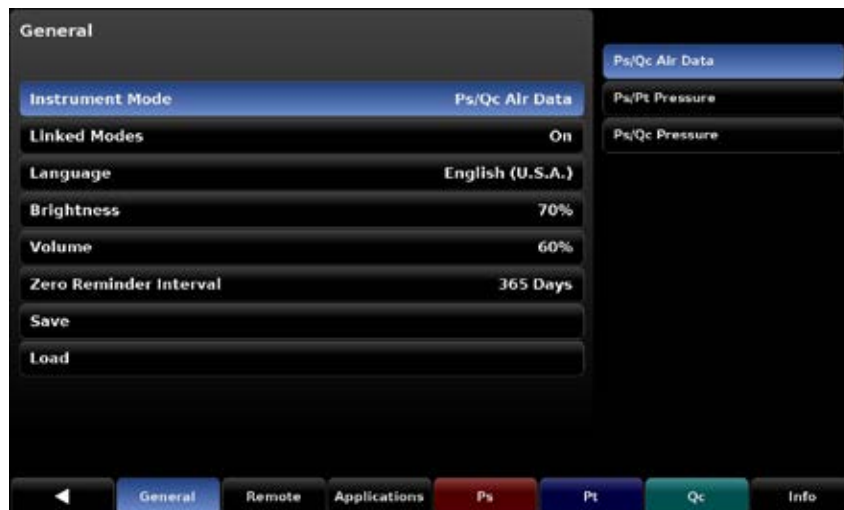 General
Instrument Mode Ps/Qc Air Data
Linked Modes On
Language English (U.S.A.)
Brightness 70%
Volume 60%
Zero Reminder Interval 365 Days
Save
Load
Ps/Qc Air Data
Ps/Pt Pressure
Ps/Qc Pressure
General Remote Applications Ps Pt Qc Info